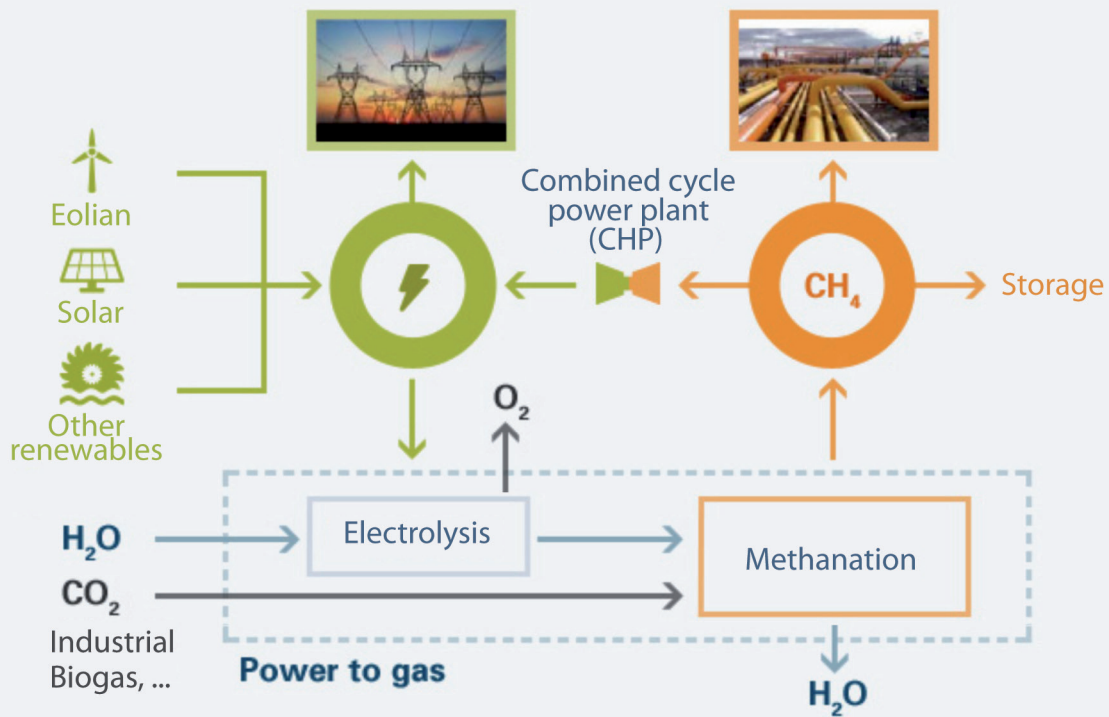 Eolian
Solar
Other
renewables
Combined cycle
power plant
(CHP)
CH₄
Storage
O₂
H₂O
CO₂
Industrial
Biogas, ...
Electrolysis
Methanation
Power to gas
H₂O